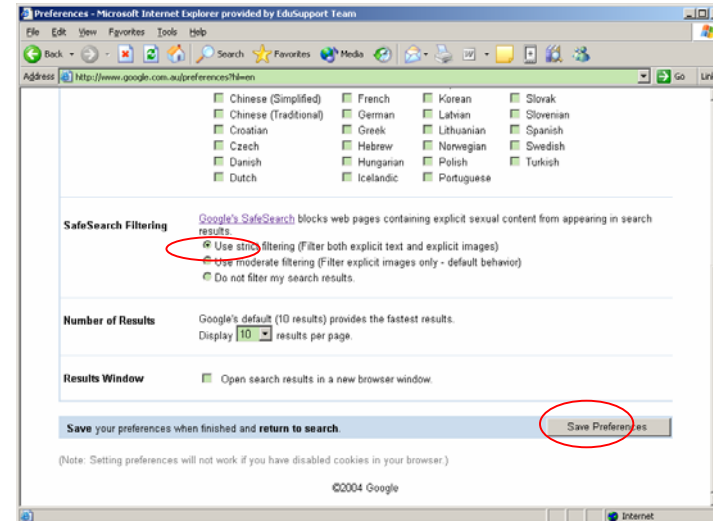 Preferences - Microsoft Internet Explorer provided by EduSupport Team
File Edit View Favorites Tools Help
Back Search Favorites Media
Address http://www.google.com.au/preferences?hl=en Go Lin
Chinese (Simplified) French Korean Slovak
Chinese (Traditional) German Latvian Slovenian
Croatian Greek Lithuanian Spanish
Czech Hebrew Norwegian Swedish
Danish Hungarian Polish Turkish
Dutch Icelandic Portuguese
SafeSearch Filtering Google's SafeSearch blocks web pages containing explicit sexual content from appearing in search
results.
Use strict filtering (Filter both explicit text and explicit images)
Use moderate filtering (Filter explicit images only - default behavior)
Do not filter my search results.
Number of Results Google's default (10 results) provides the fastest results.
Display 10 results per page.
Results Window Open search results in a new browser window.
Save your preferences when finished and return to search. Save Preferences
(Note: Setting preferences will not work if you have disabled cookies in your browser.)
©2004 Google
Internet